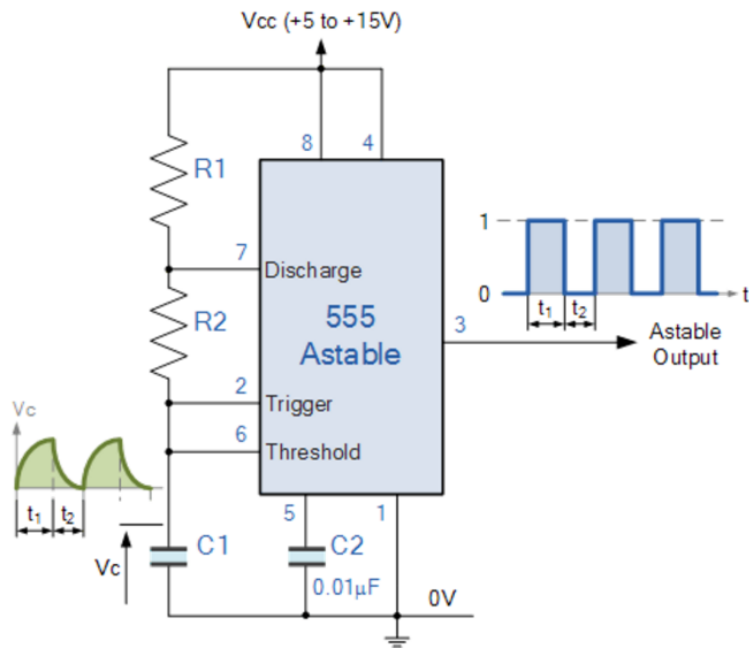 Vcc (+5 to +15V)
8
4
R1
7
Discharge
1
0
t
t₁
t₂
R2
555
Astable
3
Astable
Output
2
Trigger
Vc
6
Threshold
t₁
t₂
5
1
C1
C2
Vc
0.01µF
0V